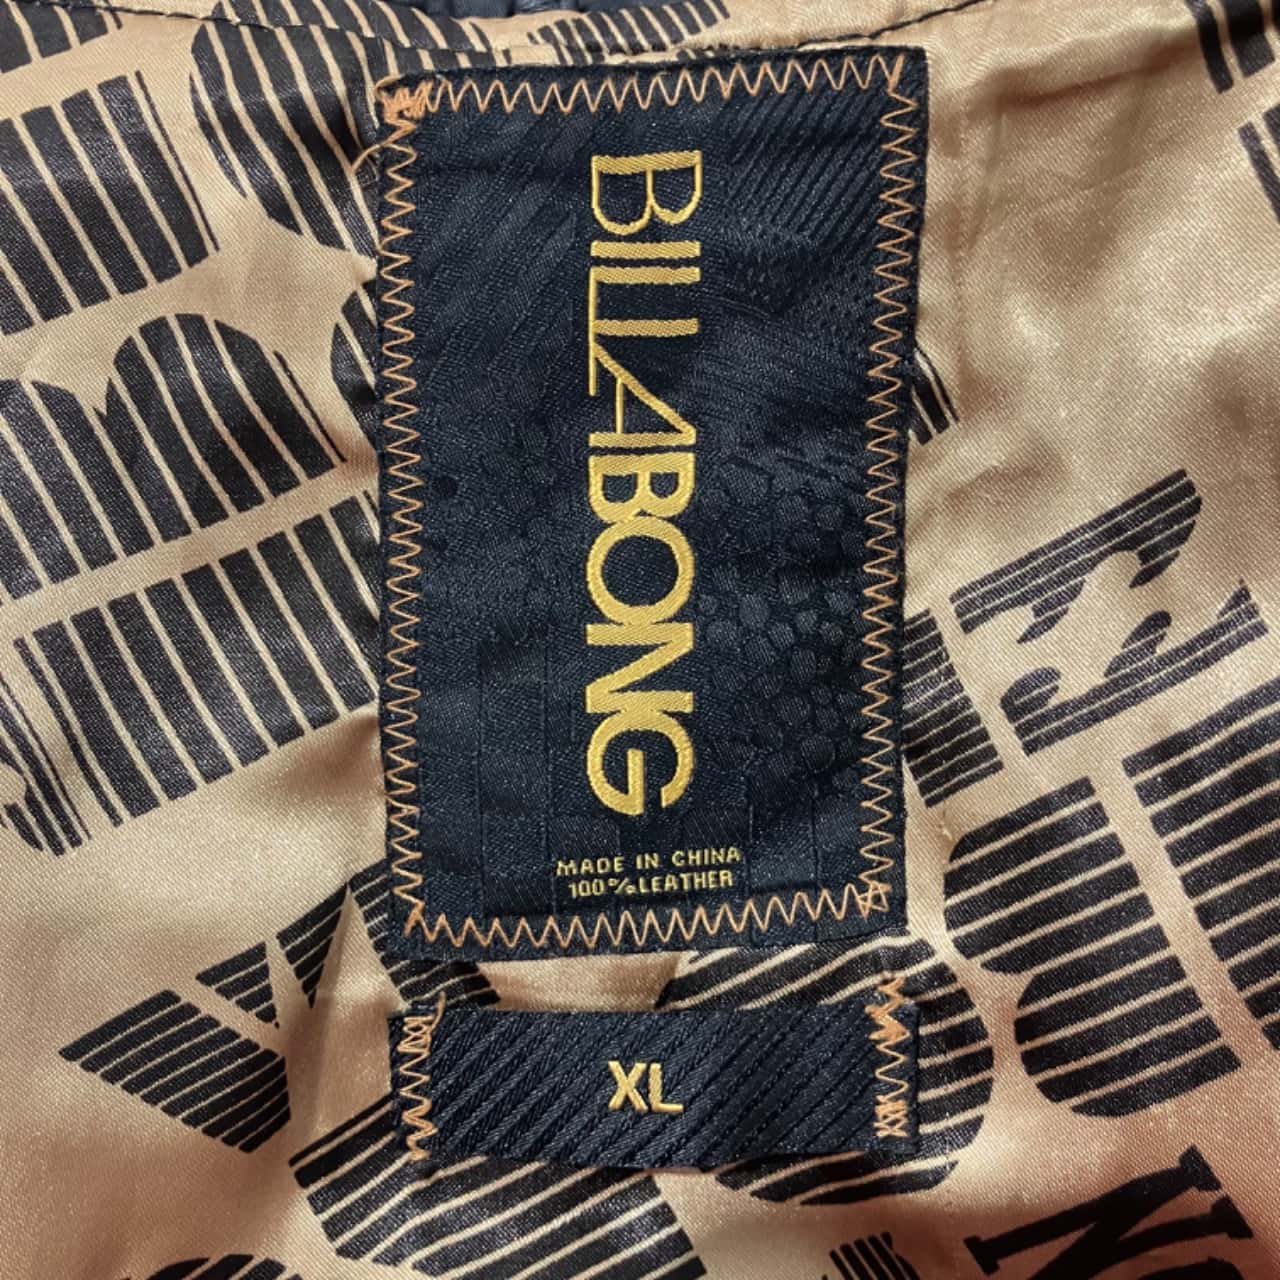 BILLABONG
MADE IN CHINA
100% LEATHER
XL